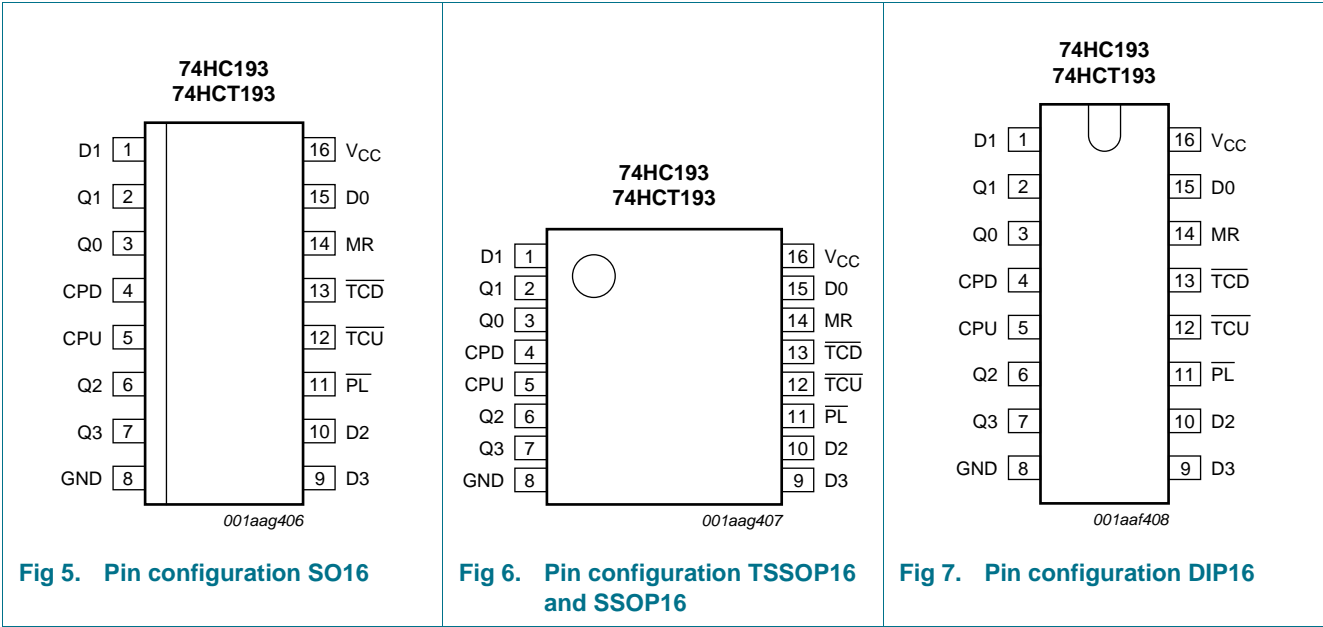 74HC193
74HCT193
D1 1 16 VCC
Q1 2 15 D0
Q0 3 14 MR
CPD 4 13 TCD
CPU 5 12 TCU
Q2 6 11 PL
Q3 7 10 D2
GND 8 9 D3
001aag406
Fig 5. Pin configuration SO16
74HC193
74HCT193
D1 1 16 VCC
Q1 2 15 D0
Q0 3 14 MR
CPD 4 13 TCD
CPU 5 12 TCU
Q2 6 11 PL
Q3 7 10 D2
GND 8 9 D3
001aag407
Fig 6. Pin configuration TSSOP16
and SSOP16
74HC193
74HCT193
D1 1 16 VCC
Q1 2 15 D0
Q0 3 14 MR
CPD 4 13 TCD
CPU 5 12 TCU
Q2 6 11 PL
Q3 7 10 D2
GND 8 9 D3
001aaf408
Fig 7. Pin configuration DIP16